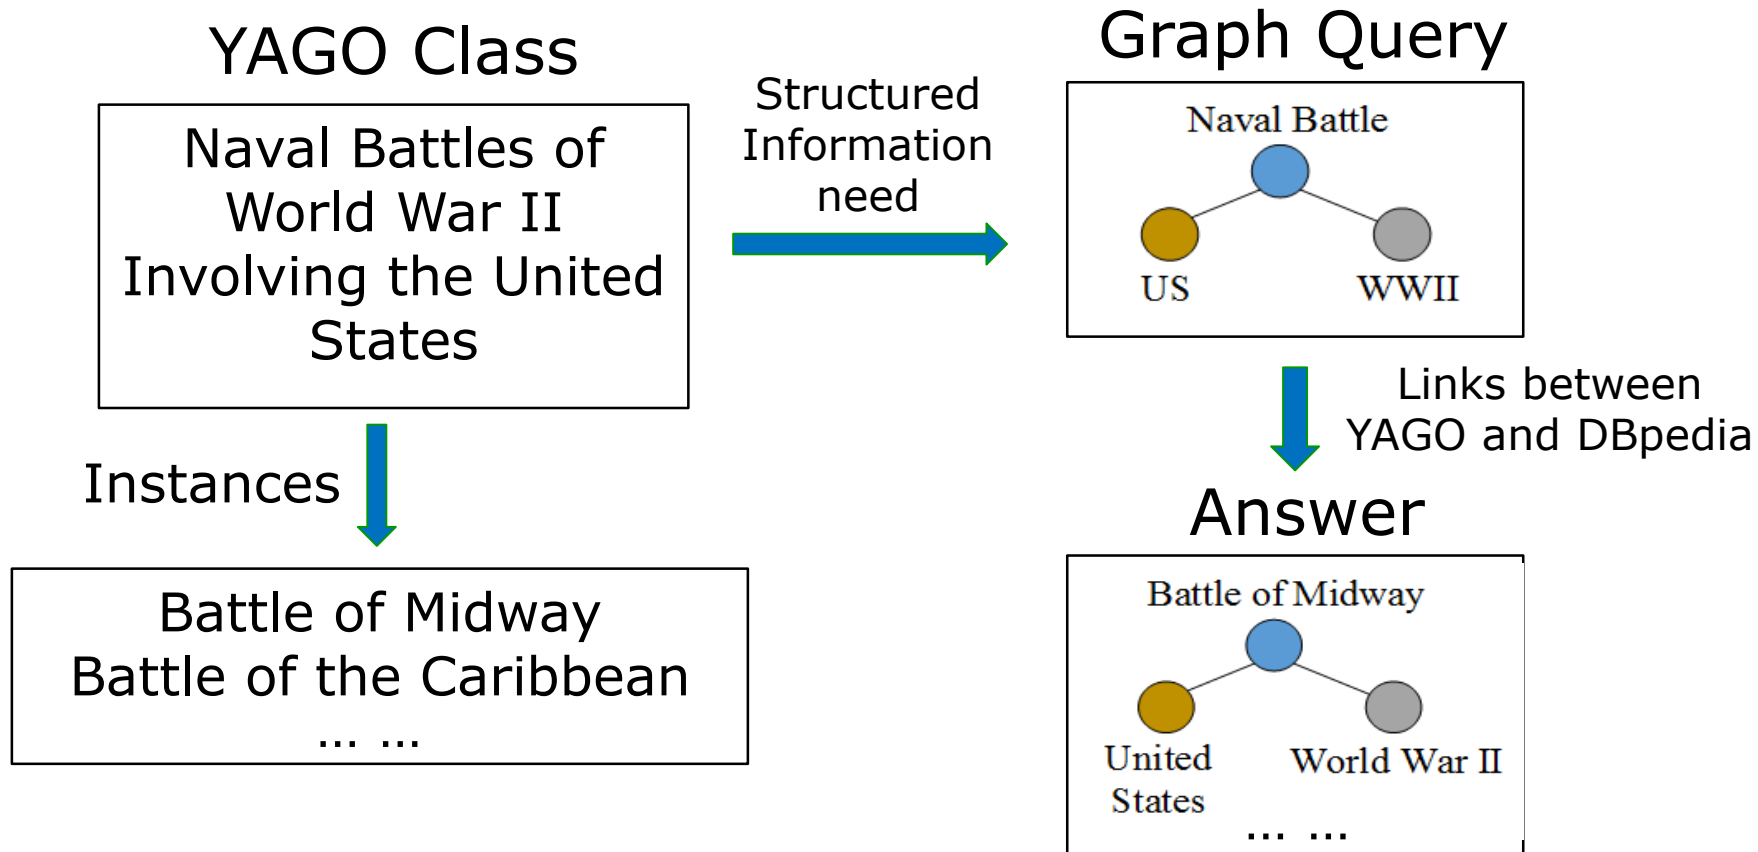 YAGO Class
Naval Battles of
World War II
Involving the United
States
Instances
Battle of Midway
Battle of the Caribbean
... ...
Structured
Information
need
Graph Query
Naval Battle
US
WWII
Links between
YAGO and DBpedia
Answer
Battle of Midway
United
States
World War II
... ...